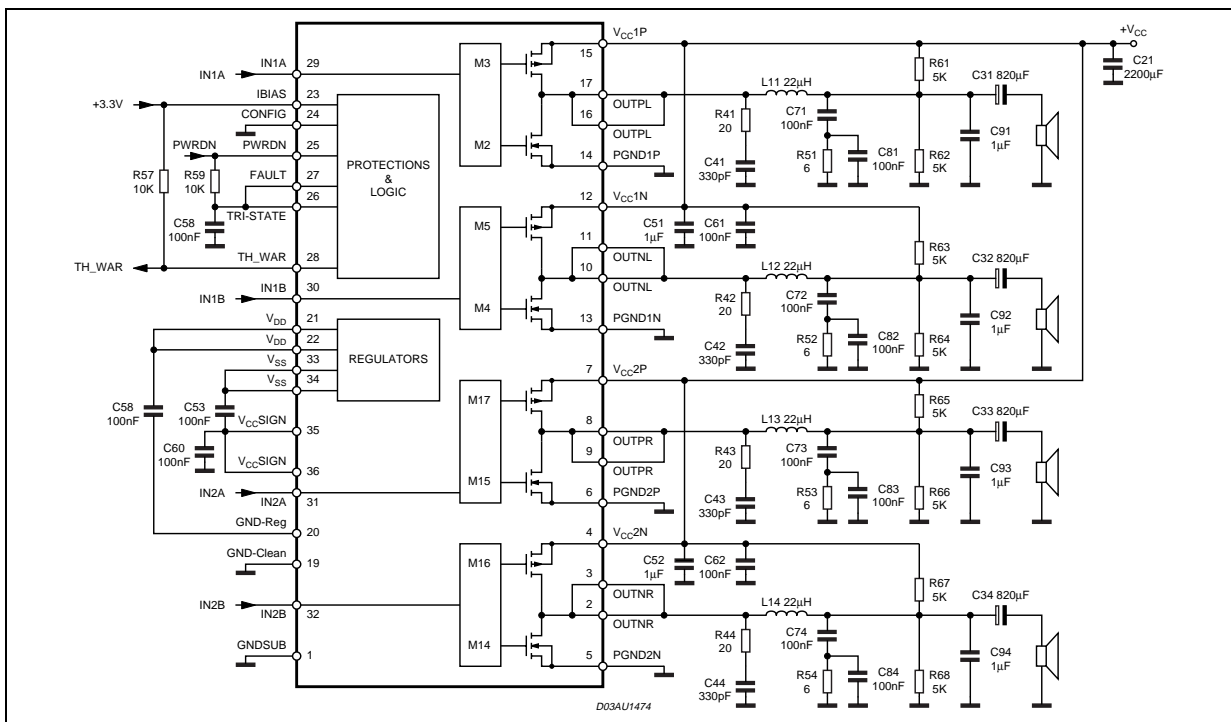 VCC1P
+VCC
IN1A
IN1A
29
M3
15
R61
5K
C31 820µF
C21
2200µF
+3.3V
IBIAS
23
17
OUTPL
L11 22µH
CONFIG
24
16
OUTPL
R41
20
C71
100nF
C91
1µF
PWRDN
PWRDN
25
PROTECTIONS
&
LOGIC
M2
14
PGND1P
C41
330pF
R51
6
C81
100nF
R62
5K
R57
10K
R59
10K
FAULT
27
26
TRI-STATE
C58
100nF
12
VCC1N
M5
C51
1µF
C61
100nF
11
OUTNL
R63
5K
C32 820µF
TH_WAR
TH_WAR
28
10
OUTNL
L12 22µH
IN1B
IN1B
30
M4
R42
20
C72
100nF
C92
1µF
13
PGND1N
C42
330pF
R52
6
C82
100nF
R64
5K
VDD
21
VDD
22
VSS
33
VSS
34
REGULATORS
7
VCC2P
C58
100nF
C53
100nF
M17
R65
5K
C33 820µF
VCCSIGN
35
8
OUTPR
L13 22µH
C60
100nF
9
OUTPR
R43
20
C73
100nF
C93
1µF
VCCSIGN
36
M15
IN2A
IN2A
31
6
PGND2P
C43
330pF
R53
6
C83
100nF
R66
5K
GND-Reg
20
4
VCC2N
GND-Clean
19
M16
C52
1µF
C62
100nF
3
OUTNR
R67
5K
C34 820µF
IN2B
IN2B
32
2
OUTNR
L14 22µH
M14
R44
20
C74
100nF
C94
1µF
GNDSUB
1
5
PGND2N
C44
330pF
R54
6
C84
100nF
R68
5K
D03AU1474